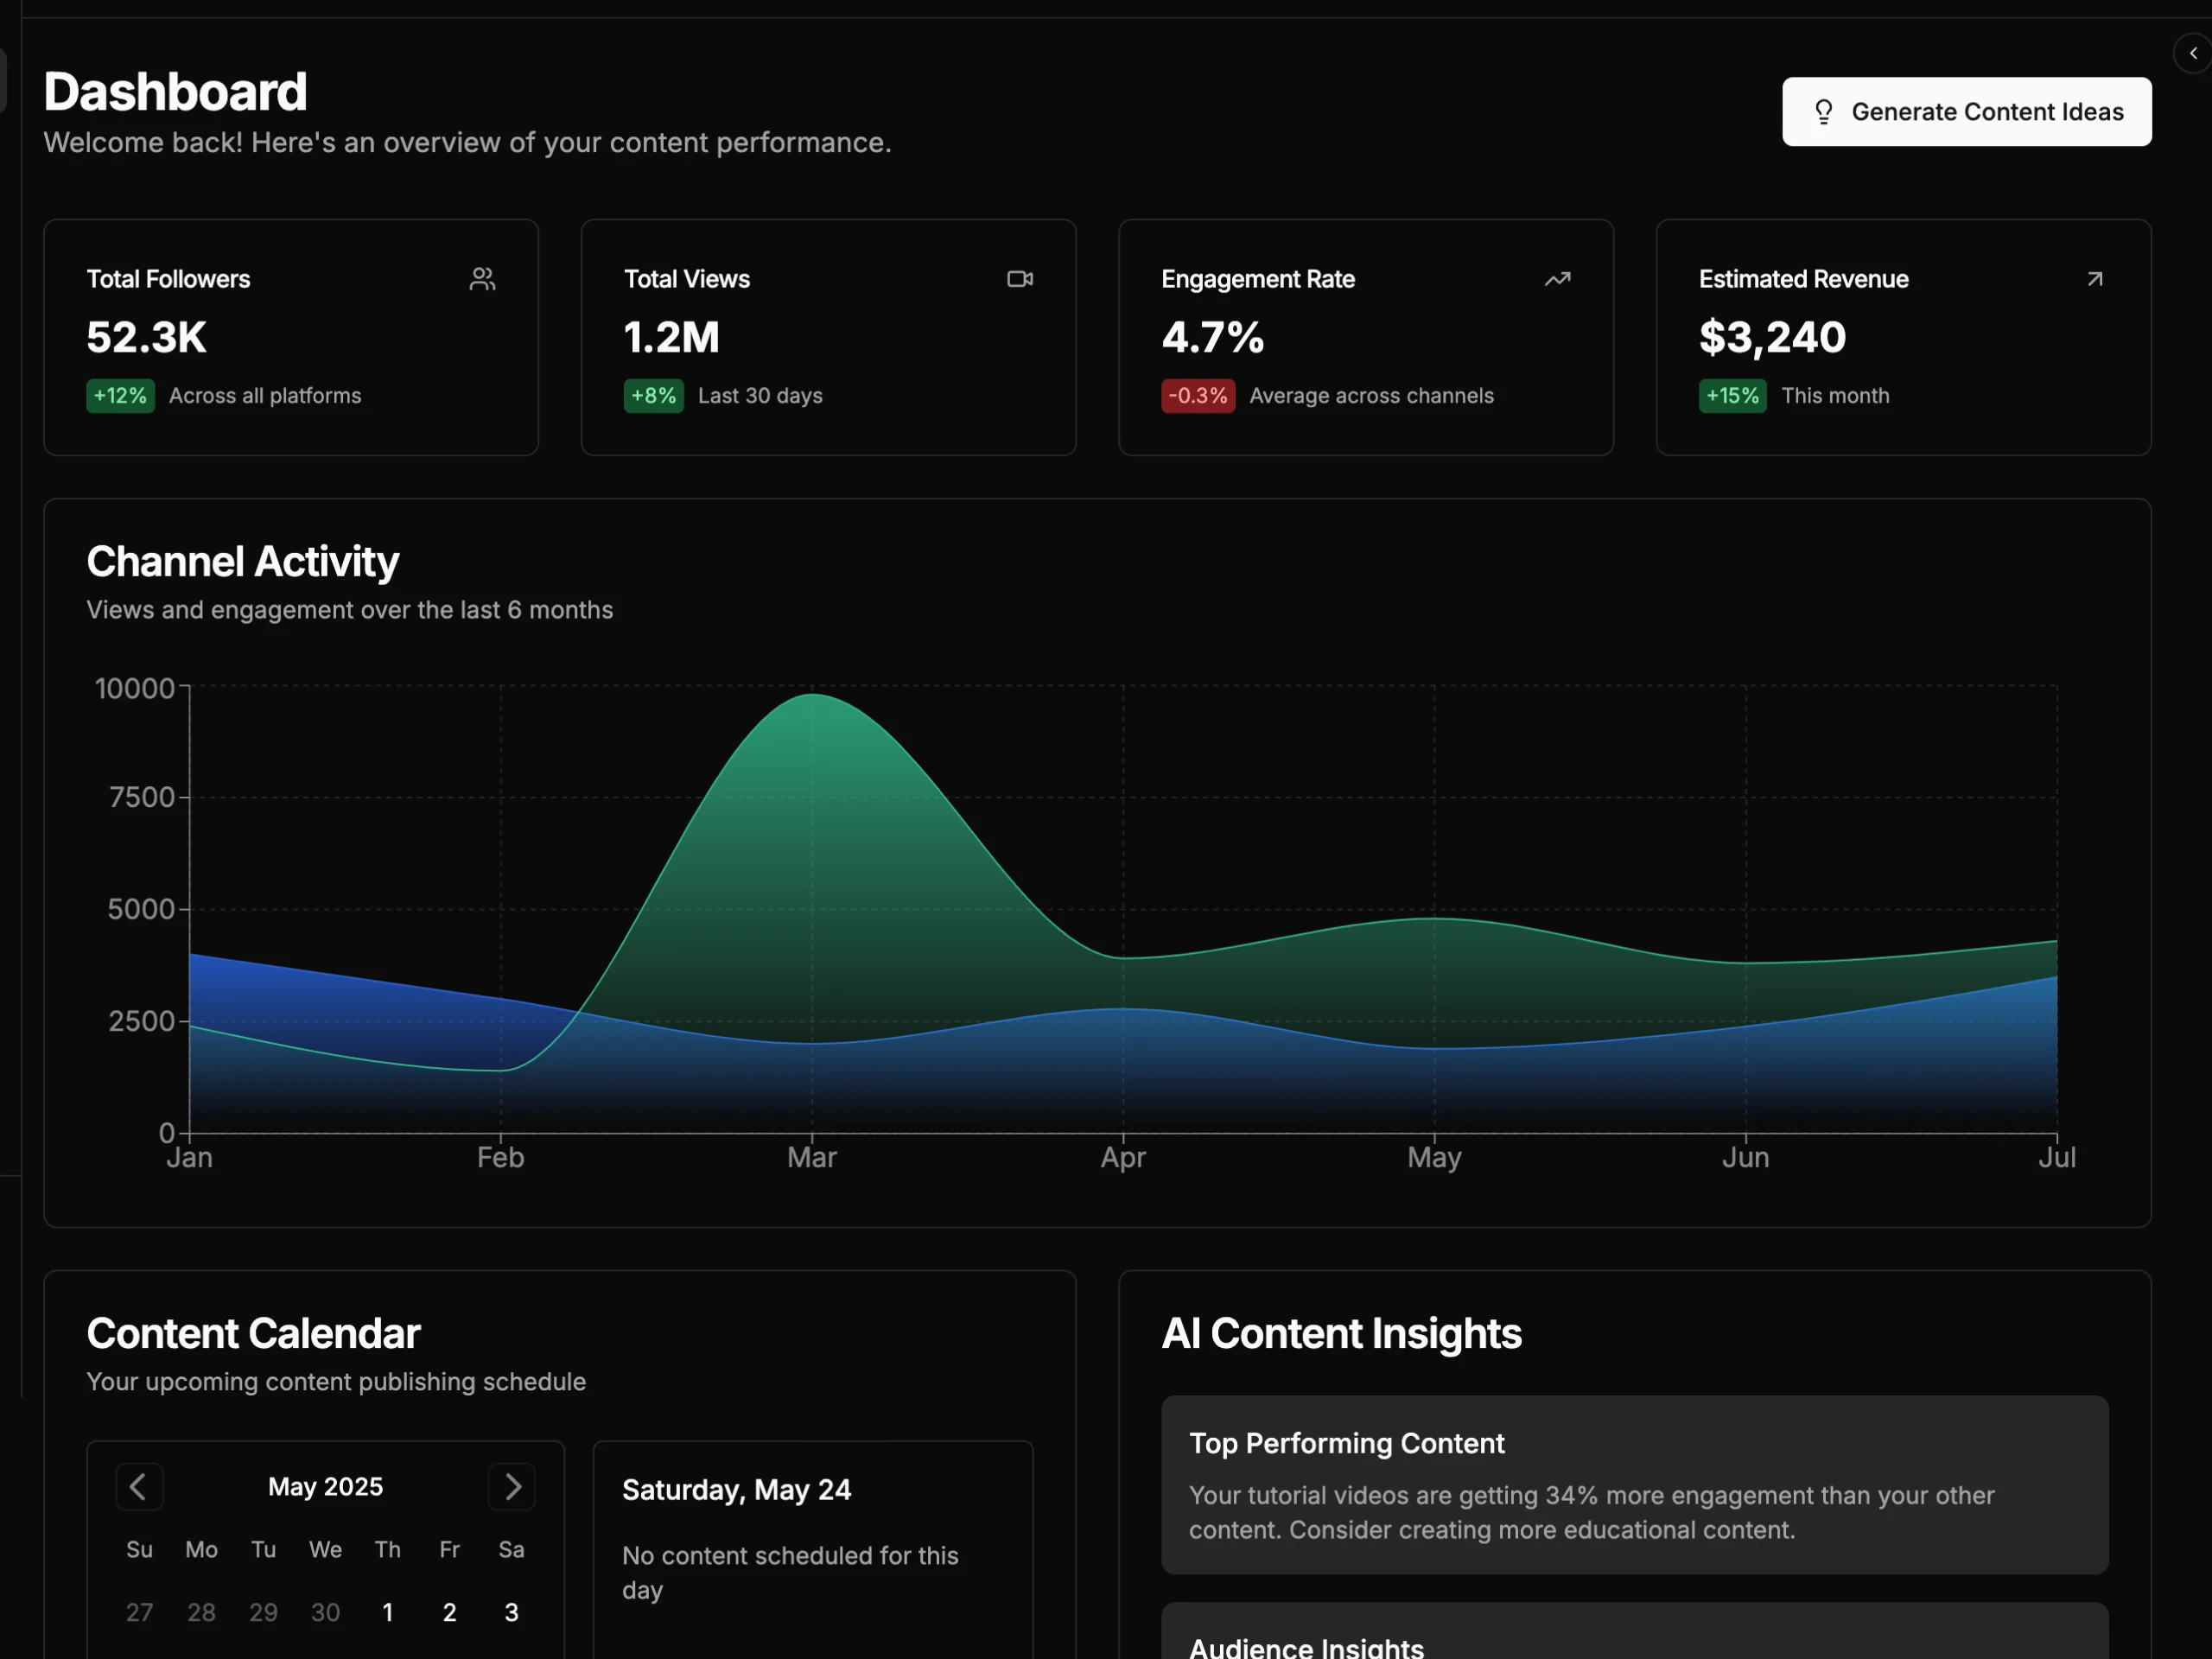 Dashboard
Welcome back! Here's an overview of your content performance.
Generate Content Ideas
Total Followers
52.3K
+12% Across all platforms
Total Views
1.2M
+8% Last 30 days
Engagement Rate
4.7%
-0.3% Average across channels
Estimated Revenue
$3,240
+15% This month
Channel Activity
Views and engagement over the last 6 months
10000
7500
5000
2500
0
Jan Feb Mar Apr May Jun Jul
Content Calendar
Your upcoming content publishing schedule
May 2025
Su Mo Tu We Th Fr Sa
27 28 29 30 1 2 3
Saturday, May 24
No content scheduled for this
day
AI Content Insights
Top Performing Content
Your tutorial videos are getting 34% more engagement than your other
content. Consider creating more educational content.
Audience Insights